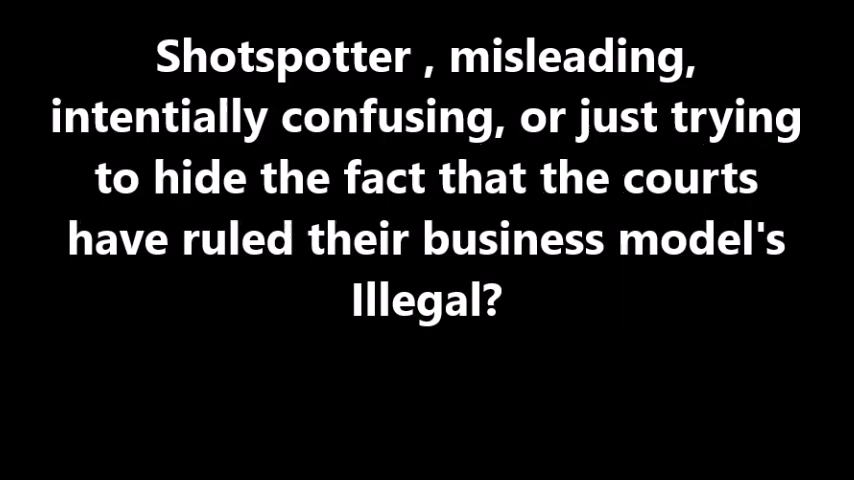 Shotspotter , misleading,
intentially confusing, or just trying
to hide the fact that the courts
have ruled their business model's
Illegal?